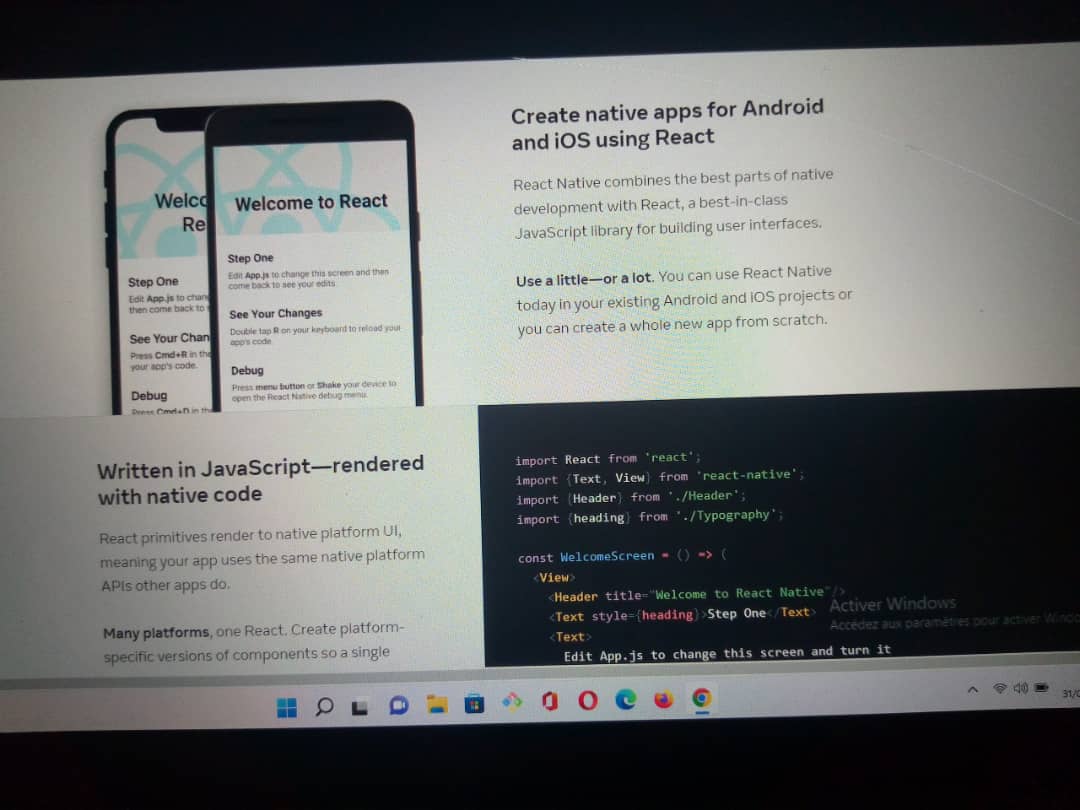 Create native apps for Android
and iOS using React
React Native combines the best parts of native
development with React, a best-in-class
JavaScript library for building user interfaces.
Use a little—or a lot. You can use React Native
today in your existing Android and iOS projects or
you can create a whole new app from scratch.
Welco
Re
Step One
Edit App.js to chan
then come back to
See Your Chan
Press Cmd+R in the
your app's code.
Debug
Press Cmd+D in the
Welcome to React
Step One
Edit App.js to change this screen and then
come back to see your edits.
See Your Changes
Double tap R on your keyboard to reload your
app's code.
Debug
Press menu button or Shake your device to
open the React Native debug menu.
Written in JavaScript—rendered
with native code
React primitives render to native platform UI,
meaning your app uses the same native platform
APIs other apps do.
Many platforms, one React. Create platform-
specific versions of components so a single
import React from 'react';
import {Text, View} from 'react-native';
import {Header} from './Header';
import {heading} from './Typography';
const WelcomeScreen = () => (
<View>
<Header title="Welcome to React Native"/>
<Text style={heading}>Step One</Text>
<Text>
Edit App.js to change this screen and turn it
Activer Windows
Accédez aux paramètres pour activer Windo
31/0